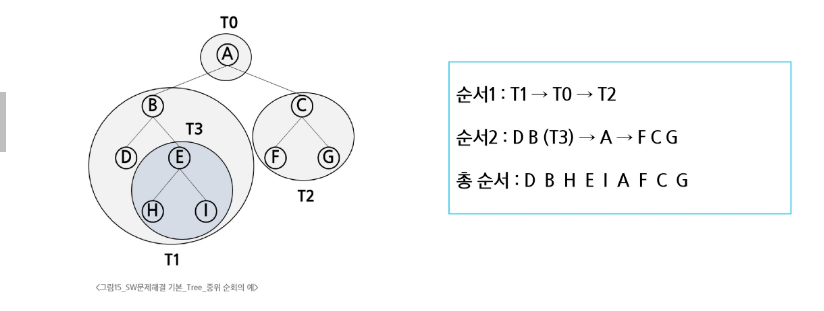 T0
A
B
C
T3
D
E
F
G
H
I
T2
T1
<그림15_SW문제해결 기본_Tree_중위 순회의 예>
순서1 : T1 → T0 → T2
순서2 : D B (T3) → A → F C G
총 순서 : D B H E I A F C G